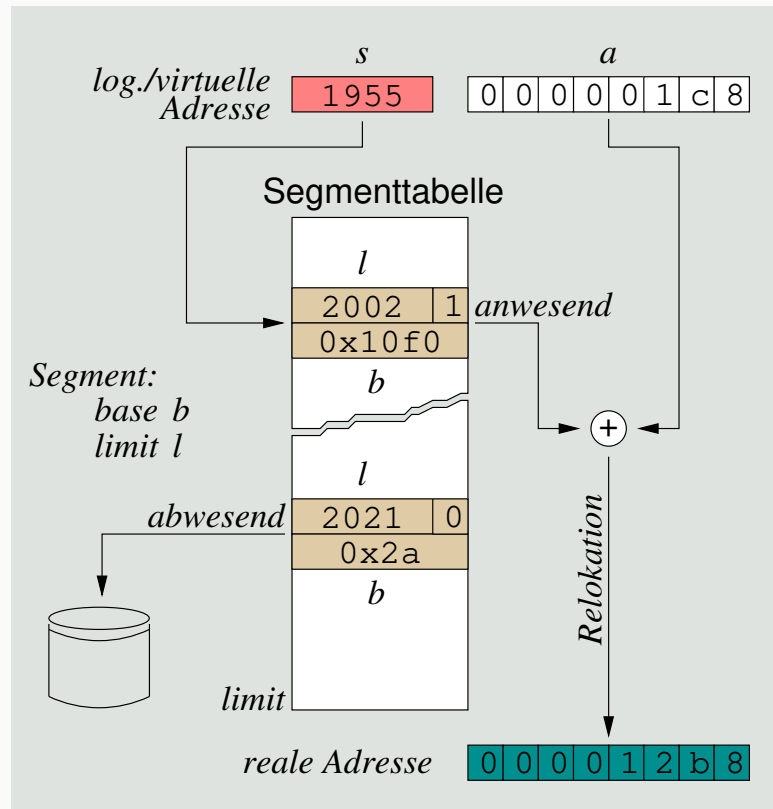 s
a
log./virtuelle
Adresse
1955
0 0 0 0 0 1 c 8
Segmenttabelle
l
2002 1
anwesend
0x10f0
b
Segment:
base b
limit l
+
l
abwesend
2021 0
0x2a
b
Relokation
limit
reale Adresse
0 0 0 0 1 2 b 8